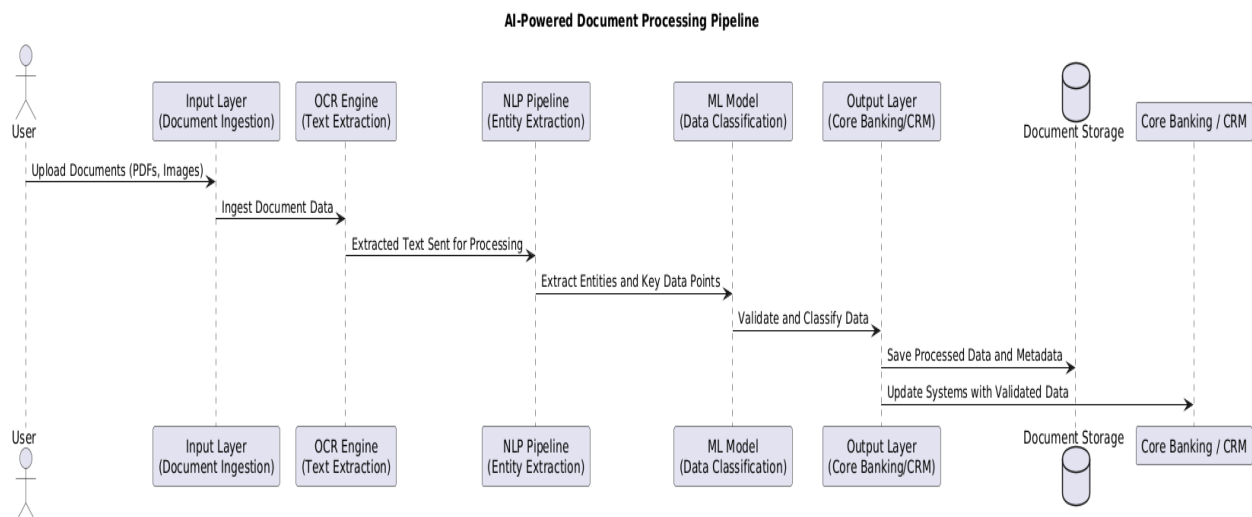 AI-Powered Document Processing Pipeline
User
Input Layer
(Document Ingestion)
OCR Engine
(Text Extraction)
NLP Pipeline
(Entity Extraction)
ML Model
(Data Classification)
Output Layer
(Core Banking/CRM)
Document Storage
Core Banking / CRM
Upload Documents (PDFs, Images)
Ingest Document Data
Extracted Text Sent for Processing
Extract Entities and Key Data Points
Validate and Classify Data
Save Processed Data and Metadata
Update Systems with Validated Data
User
Input Layer
(Document Ingestion)
OCR Engine
(Text Extraction)
NLP Pipeline
(Entity Extraction)
ML Model
(Data Classification)
Output Layer
(Core Banking/CRM)
Document Storage
Core Banking / CRM